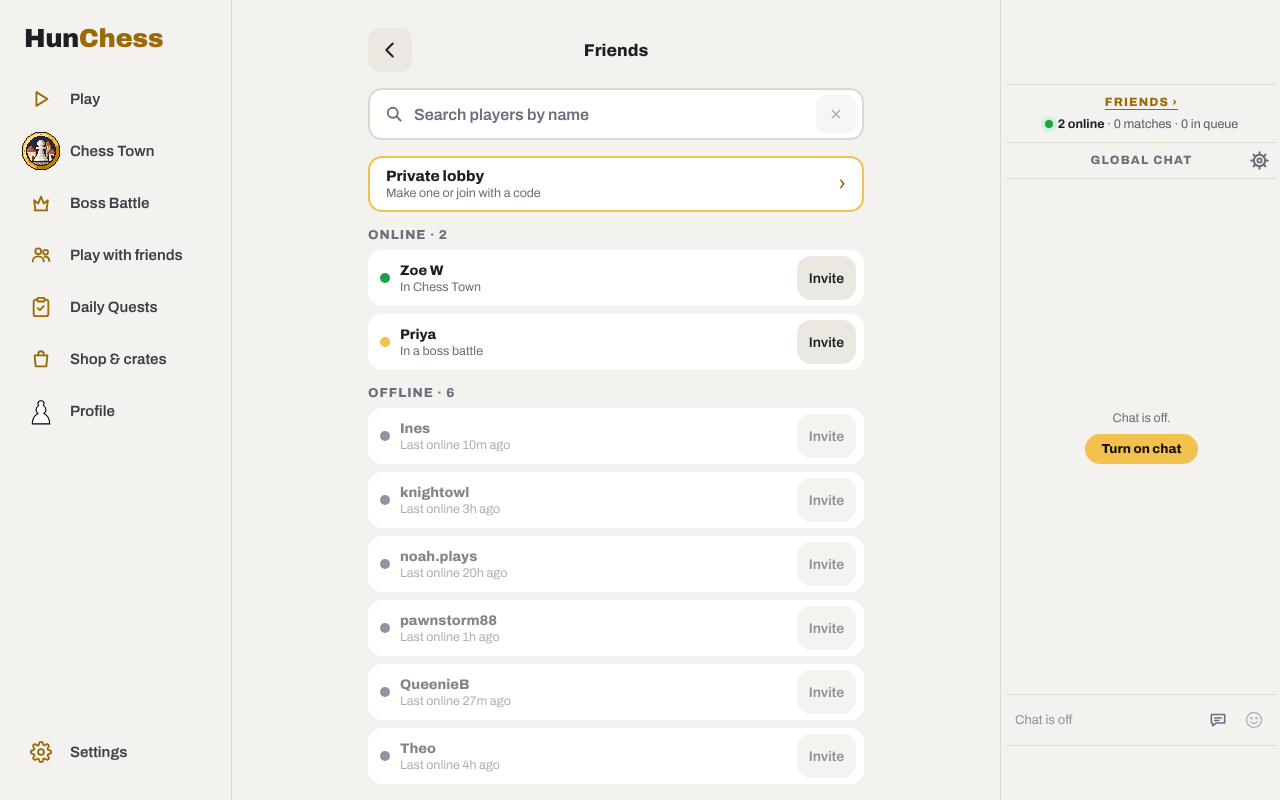 HunChess
Play
Chess Town
Boss Battle
Play with friends
Daily Quests
Shop & crates
Profile
Settings
Friends
Search players by name
Private lobby
Make one or join with a code
ONLINE · 2
Zoe W
In Chess Town
Invite
Priya
In a boss battle
Invite
OFFLINE · 6
Ines
Last online 10m ago
Invite
knightowl
Last online 3h ago
Invite
noah.plays
Last online 20h ago
Invite
pawnstorm88
Last online 1h ago
Invite
QueenieB
Last online 27m ago
Invite
Theo
Last online 4h ago
Invite
FRIENDS ›
2 online · 0 matches · 0 in queue
GLOBAL CHAT
Chat is off.
Turn on chat
Chat is off